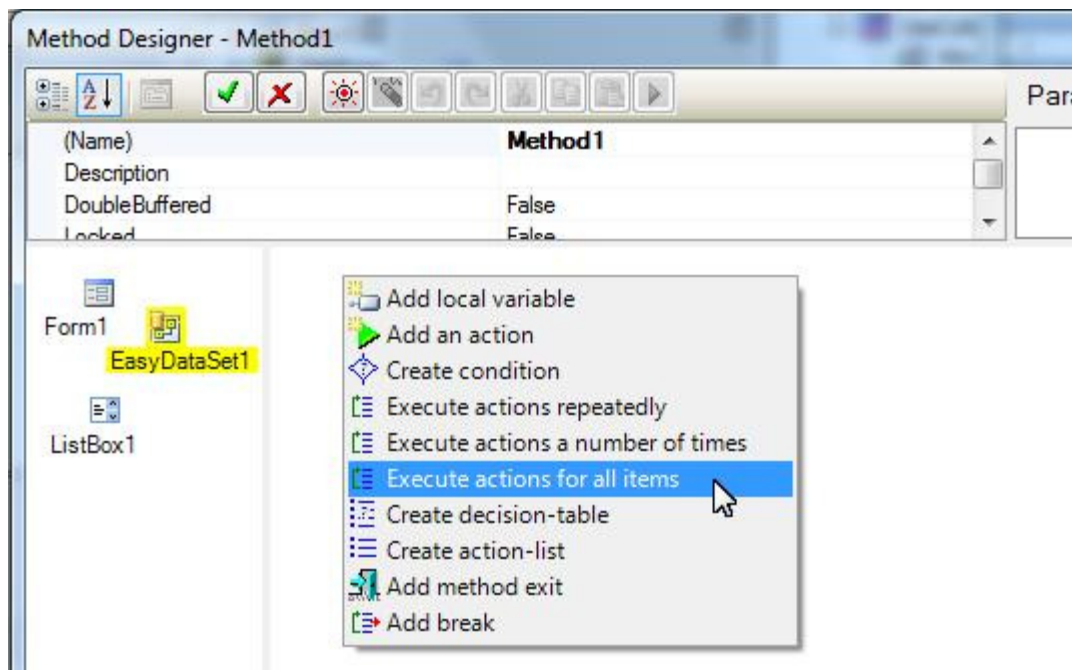 Method Designer - Method1
A
Z
Para
(Name) Method1
Description
DoubleBuffered False
Locked False
Form1
EasyDataSet1
ListBox1
Add local variable
Add an action
Create condition
Execute actions repeatedly
Execute actions a number of times
Execute actions for all items
Create decision-table
Create action-list
Add method exit
Add break